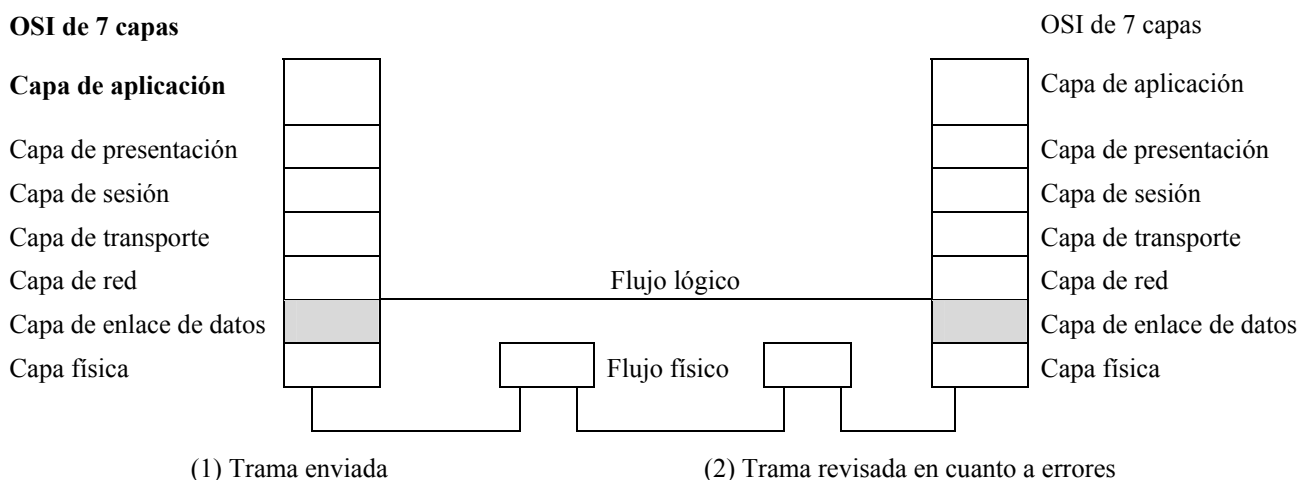 OSI de 7 capas
OSI de 7 capas
Capa de aplicación
Capa de aplicación
Capa de presentación
Capa de presentación
Capa de sesión
Capa de sesión
Capa de transporte
Capa de transporte
Capa de red
Flujo lógico
Capa de red
Capa de enlace de datos
Capa de enlace de datos
Capa física
Flujo físico
Capa física
(1) Trama enviada
(2) Trama revisada en cuanto a errores